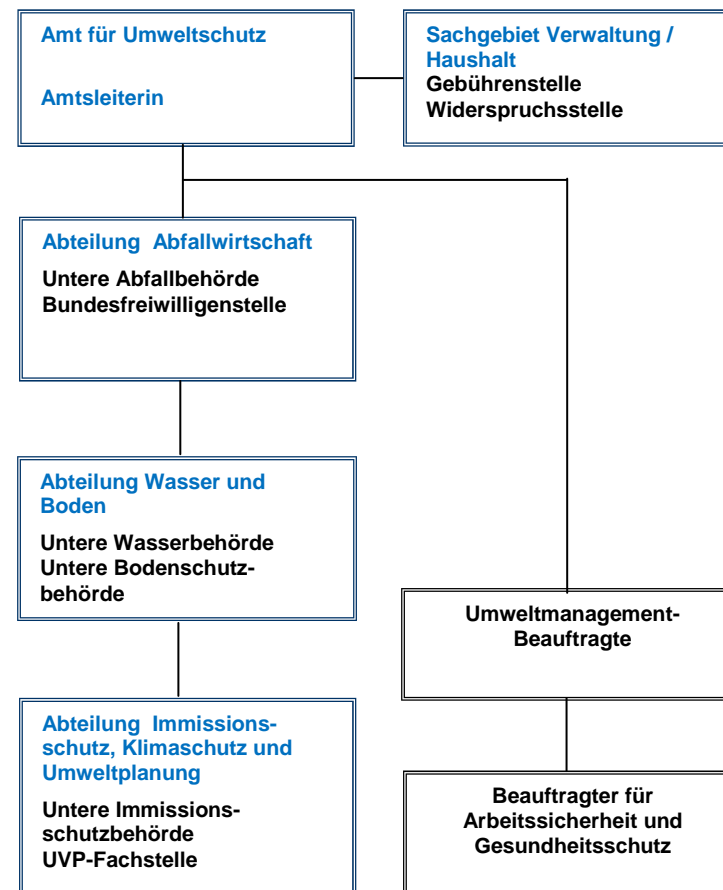 Amt für Umweltschutz
Amtsleiterin
Sachgebiet Verwaltung /
Haushalt
Gebührenstelle
Widerspruchsstelle
Abteilung Abfallwirtschaft
Untere Abfallbehörde
Bundesfreiwilligenstelle
Abteilung Wasser und
Boden
Untere Wasserbehörde
Untere Bodenschutz-
behörde
Umweltmanagement-
Beauftragte
Abteilung Immissions-
schutz, Klimaschutz und
Umweltplanung
Untere Immissions-
schutzbehörde
UVP-Fachstelle
Beauftragter für
Arbeitssicherheit und
Gesundheitsschutz